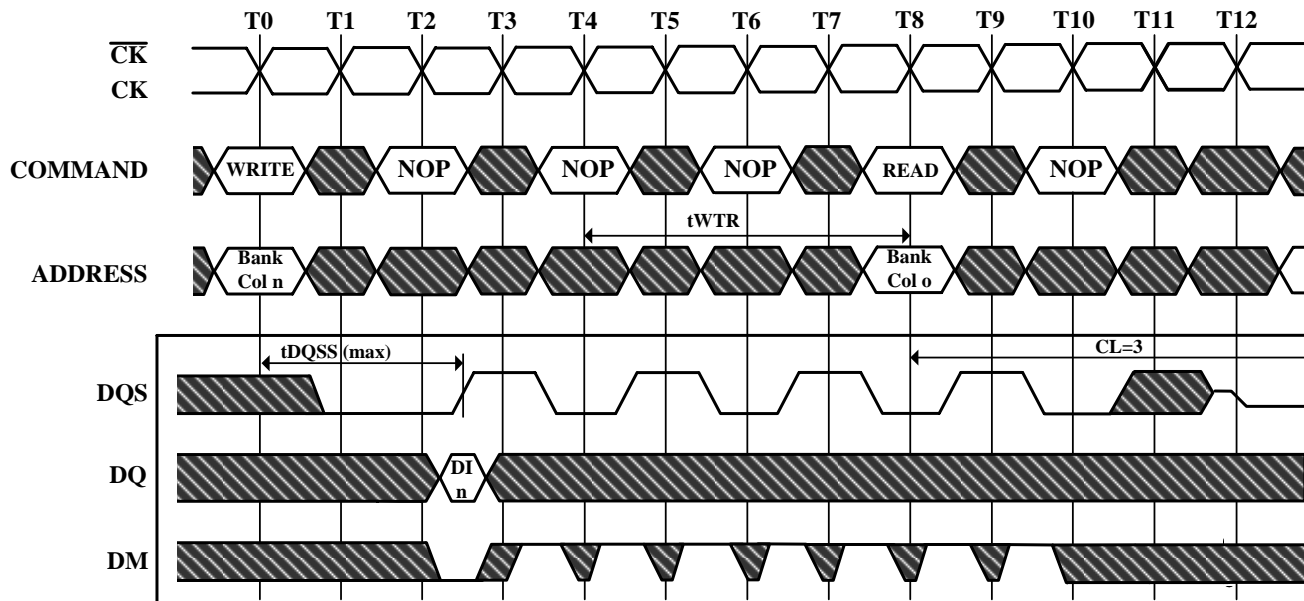 T0 T1 T2 T3 T4 T5 T6 T7 T8 T9 T10 T11 T12
CK
CK
COMMAND WRITE NOP NOP NOP READ NOP
tWTR
ADDRESS Bank Col n Bank Col o
tDQSS (max) CL=3
DQS
DQ DI n
DM